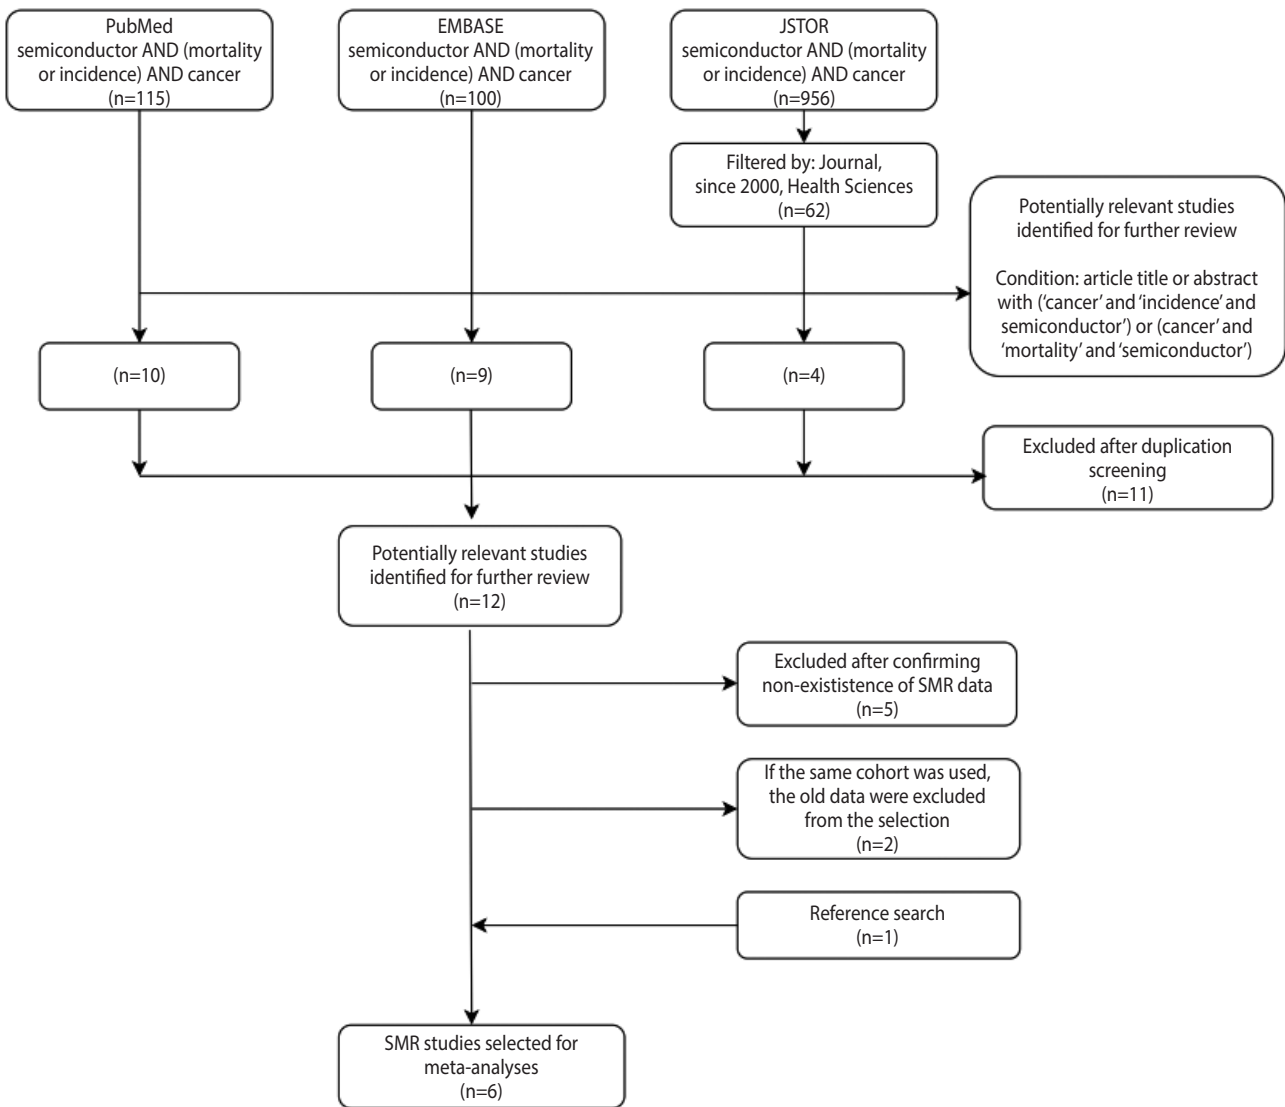 PubMed
semiconductor AND (mortality
or incidence) AND cancer
(n=115)
EMBASE
semiconductor AND (mortality
or incidence) AND cancer
(n=100)
JSTOR
semiconductor AND (mortality
or incidence) AND cancer
(n=956)
Filtered by: Journal,
since 2000, Health Sciences
(n=62)
Potentially relevant studies
identified for further review
Condition: article title or abstract
with (‘cancer’ and ‘incidence’ and
semiconductor’) or (cancer’ and
‘mortality’ and ‘semiconductor’)
(n=10)
(n=9)
(n=4)
Excluded after duplication
screening
(n=11)
Potentially relevant studies
identified for further review
(n=12)
Excluded after confirming
non-exististence of SMR data
(n=5)
If the same cohort was used,
the old data were excluded
from the selection
(n=2)
Reference search
(n=1)
SMR studies selected for
meta-analyses
(n=6)